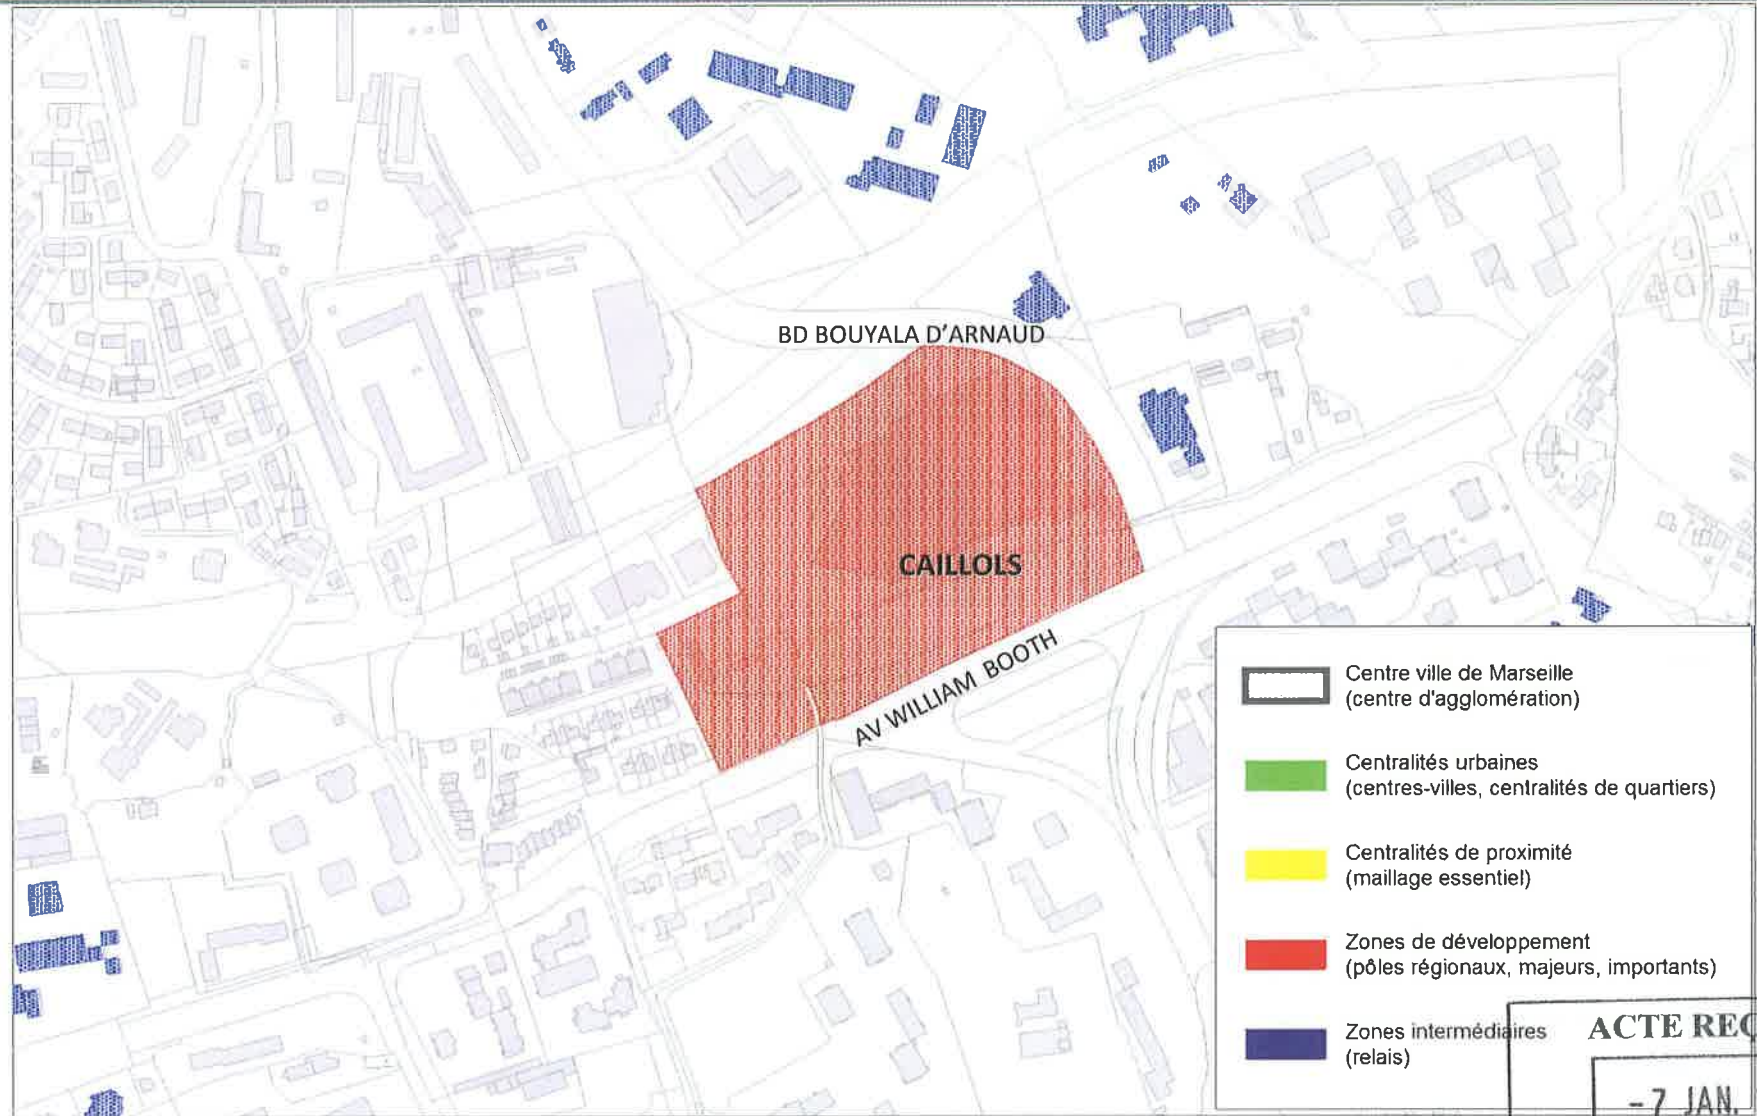 BD BOUYALA D'ARNAUD
CAILLOLS
AV WILLIAM BOOTH
Centre ville de Marseille
(centre d'agglomération)
Centralités urbaines
(centres-villes, centralités de quartiers)
Centralités de proximité
(maillage essentiel)
Zones de développement
(pôles régionaux, majeurs, importants)
Zones intermédiaires
(relais)
ACTE REÇ
-7 JAN.